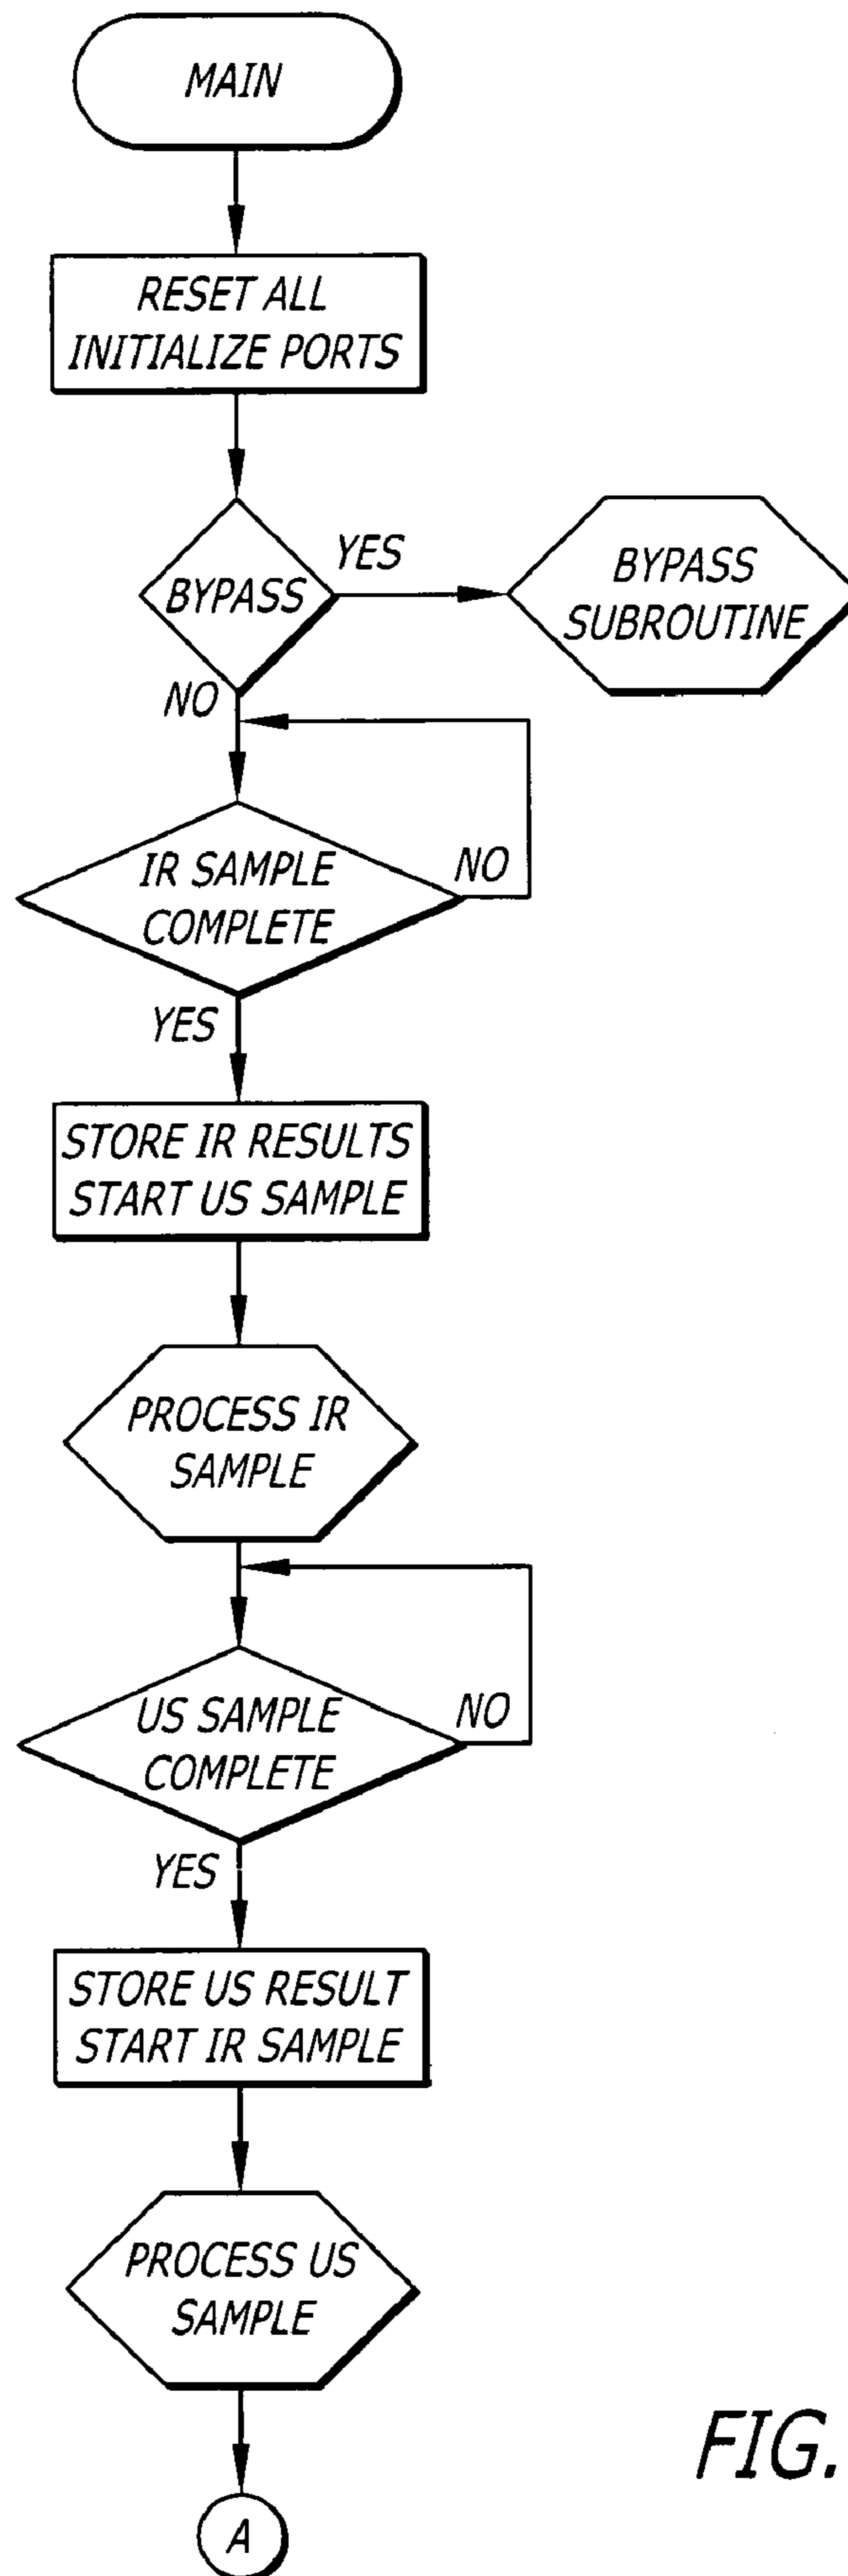 MAIN
RESET ALL
INITIALIZE PORTS
BYPASS
YES
BYPASS
SUBROUTINE
NO
IR SAMPLE
COMPLETE
NO
YES
STORE IR RESULTS
START US SAMPLE
PROCESS IR
SAMPLE
US SAMPLE
COMPLETE
NO
YES
STORE US RESULT
START IR SAMPLE
PROCESS US
SAMPLE
A
FIG.